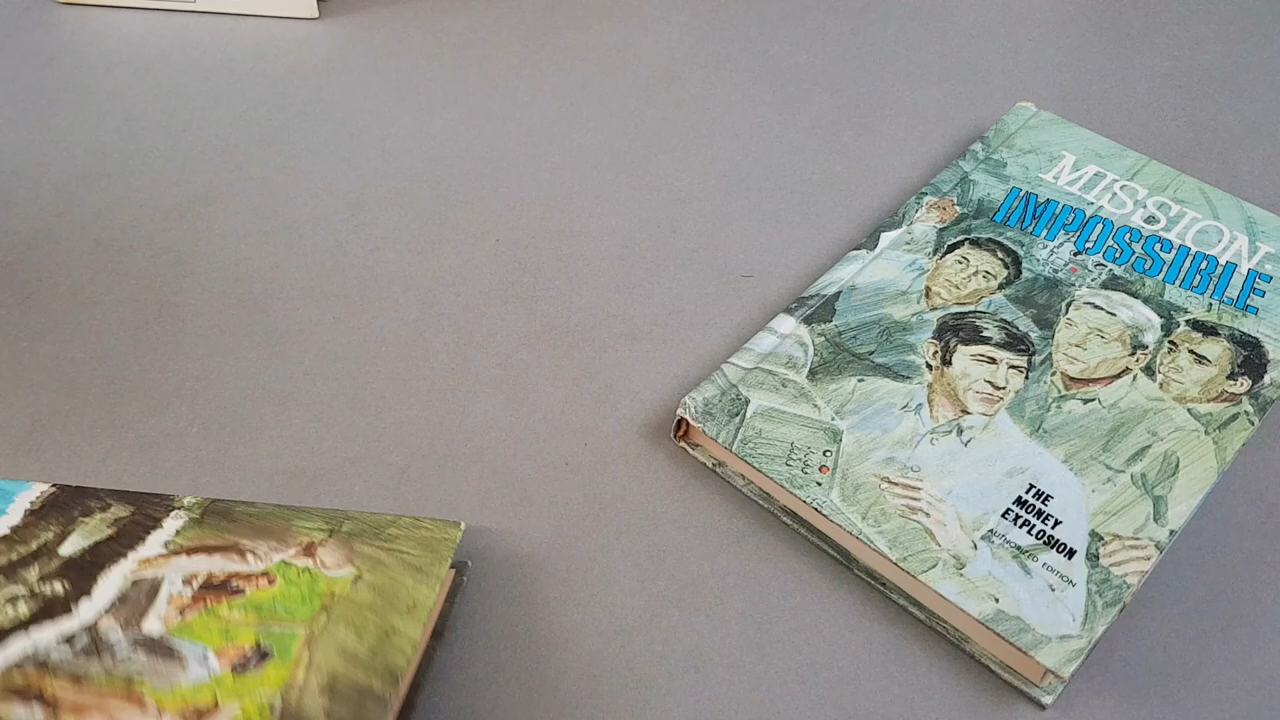 MISSION
IMPOSSIBLE
THE
MONEY
EXPLOSION
AUTHORIZED EDITION